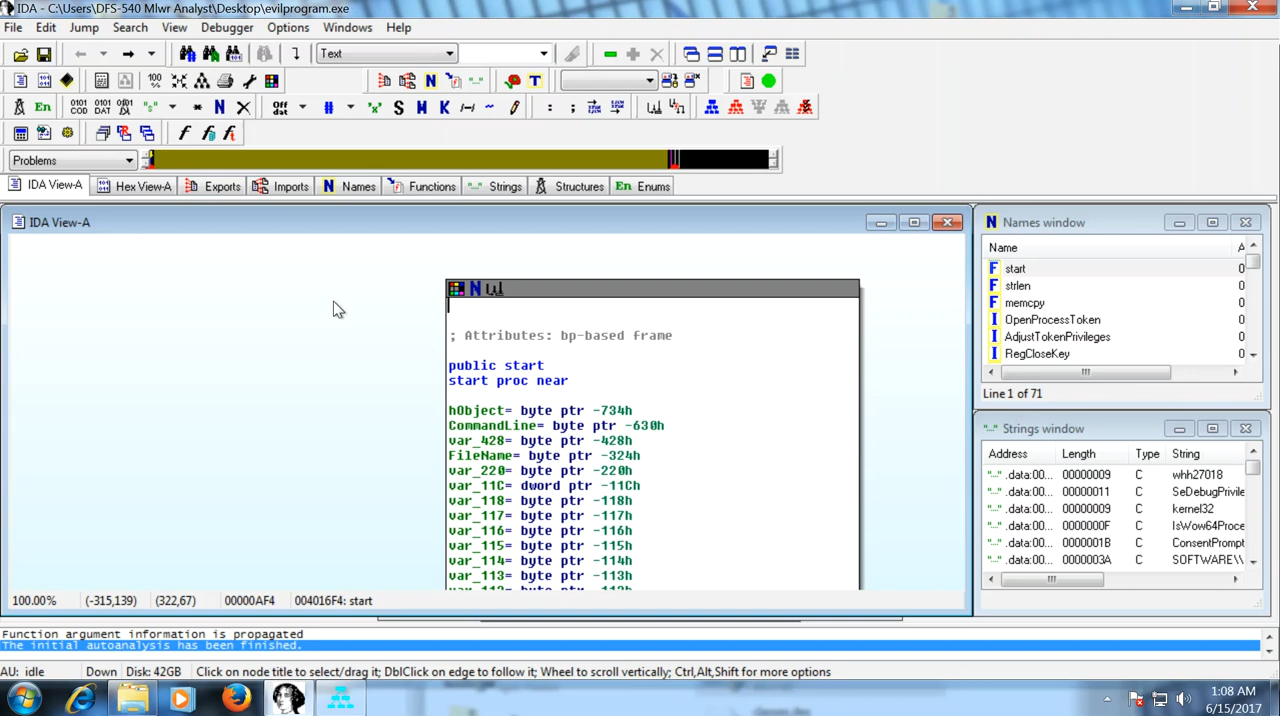 IDA - C:\Users\DFS-540 Mlwr Analyst\Desktop\evilprogram.exe
File Edit Jump Search View Debugger Options Windows Help
Text
En
Off
Problems
IDA View-A Hex View-A Exports Imports N Names Functions Strings Structures En Enums
IDA View-A
; Attributes: bp-based frame
public start
start proc near
hObject= byte ptr -734h
CommandLine= byte ptr -630h
var_428= byte ptr -428h
FileName= byte ptr -324h
var_220= byte ptr -220h
var_11C= dword ptr -11Ch
var_118= byte ptr -118h
var_117= byte ptr -117h
var_116= byte ptr -116h
var_115= byte ptr -115h
var_114= byte ptr -114h
var_113= byte ptr -113h
100.00% (-315,139) (322,67) 00000AF4 004016F4: start
N Names window
Name
F start 0
F strlen 0
F memcpy 0
I OpenProcessToken 0
I AdjustTokenPrivileges 0
I RegCloseKey 0
Line 1 of 71
Strings window
Address Length Type String
.data:00... 00000009 C whh27018
.data:00... 00000011 C SeDebugPrivile
.data:00... 00000009 C kernel32
.data:00... 0000000F C IsWow64Proce
.data:00... 0000001B C ConsentPrompt
.data:00... 0000003A C SOFTWARE\\
Function argument information is propagated
The initial autoanalysis has been finished.
AU: idle Down Disk: 42GB Click on node title to select/drag it; DblClick on edge to follow it; Wheel to scroll vertically; Ctrl,Alt,Shift for more options
1:08 AM
6/15/2017